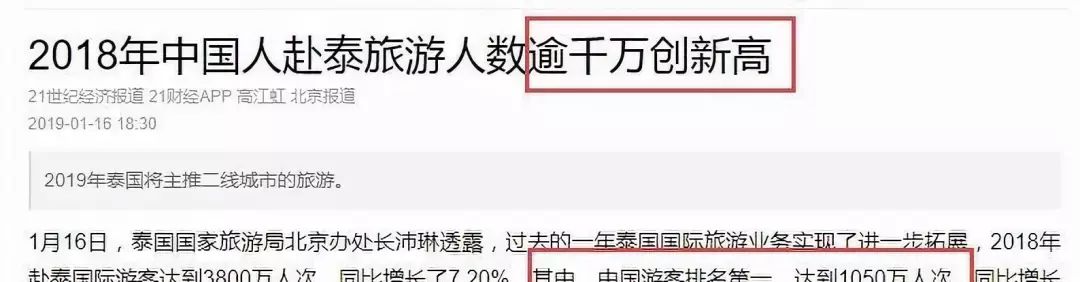 2018年中国人赴泰旅游人数逾千万创新高
21世纪经济报道 21财经APP 高江虹 北京报道
2019-01-16 18:30
2019年泰国将主推二线城市的旅游。
1月16日，泰国国家旅游局北京办处长沛琳透露，过去的一年泰国国际旅游业务实现了进一步拓展，2018年
赴泰国际游客达到3800万人次，同比增长了7.20%。其中，中国游客排名第一，达到1050万人次，同比增长